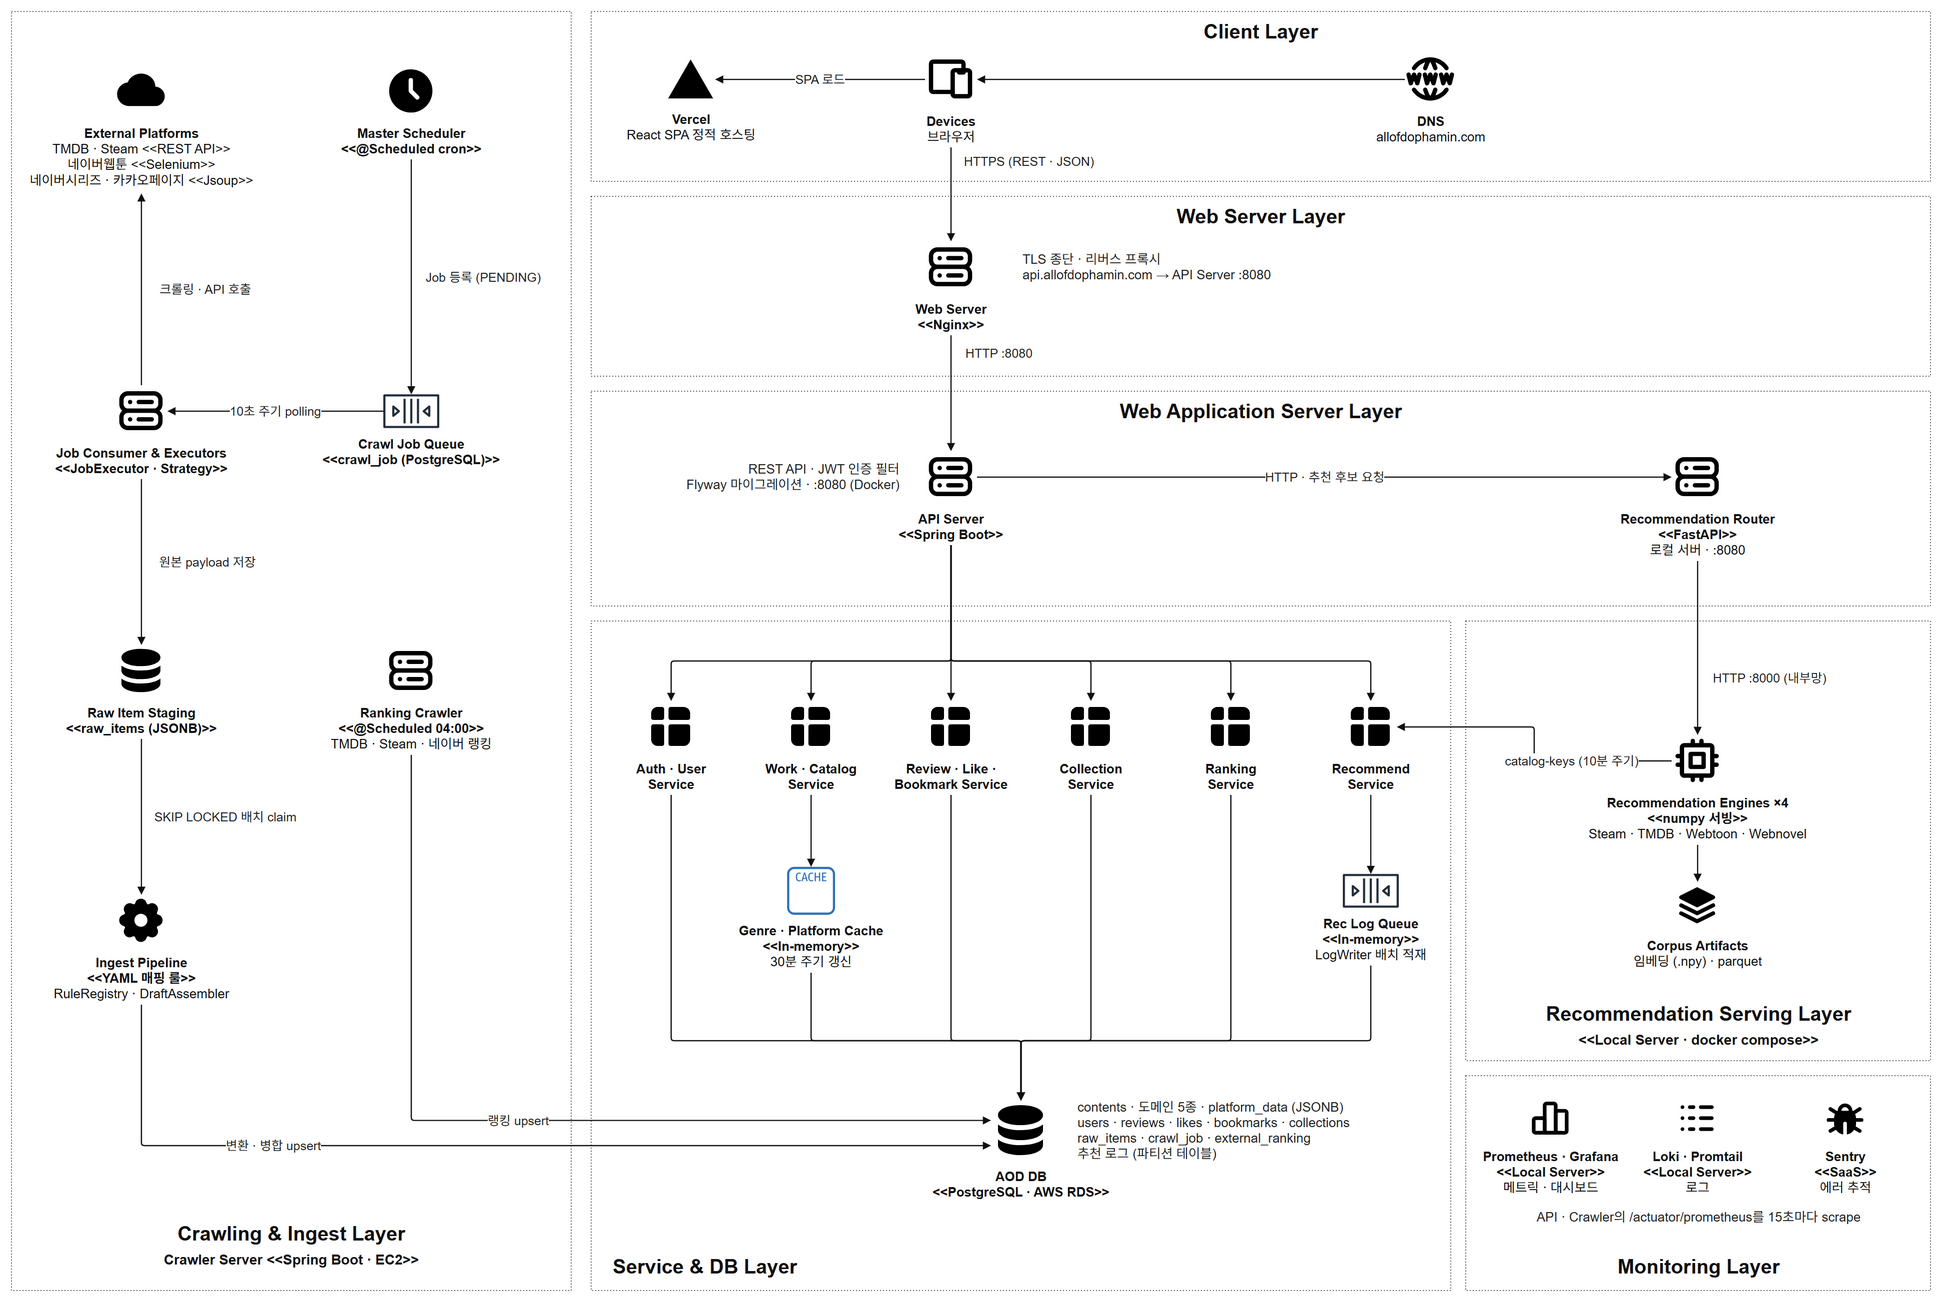 External Platforms
TMDB · Steam <<REST API>>
네이버웹툰 <<Selenium>>
네이버시리즈 · 카카오페이지 <<Jsoup>>
Master Scheduler
<<@Scheduled cron>>
크롤링 · API 호출
Job 등록 (PENDING)
10초 주기 polling
Job Consumer & Executors
<<JobExecutor · Strategy>>
Crawl Job Queue
<<crawl_job (PostgreSQL)>>
원본 payload 저장
Raw Item Staging
<<raw_items (JSONB)>>
Ranking Crawler
<<@Scheduled 04:00>>
TMDB · Steam · 네이버 랭킹
SKIP LOCKED 배치 claim
Ingest Pipeline
<<YAML 매핑 룰>>
RuleRegistry · DraftAssembler
랭킹 upsert
변환 · 병합 upsert
Crawling & Ingest Layer
Crawler Server <<Spring Boot · EC2>>
Client Layer
SPA 로드
Vercel
React SPA 정적 호스팅
Devices
브라우저
DNS
allofdophamin.com
HTTPS (REST · JSON)
Web Server Layer
TLS 종단 · 리버스 프록시
api.allofdophamin.com → API Server :8080
Web Server
<<Nginx>>
HTTP :8080
Web Application Server Layer
REST API · JWT 인증 필터
Flyway 마이그레이션 · :8080 (Docker)
HTTP · 추천 후보 요청
API Server
<<Spring Boot>>
Recommendation Router
<<FastAPI>>
로컬 서버 · :8080
Auth · User
Service
Work · Catalog
Service
Review · Like ·
Bookmark Service
Collection
Service
Ranking
Service
Recommend
Service
CACHE
Genre · Platform Cache
<<In-memory>>
30분 주기 갱신
Rec Log Queue
<<In-memory>>
LogWriter 배치 적재
contents · 도메인 5종 · platform_data (JSONB)
users · reviews · likes · bookmarks · collections
raw_items · crawl_job · external_ranking
추천 로그 (파티션 테이블)
AOD DB
<<PostgreSQL · AWS RDS>>
Service & DB Layer
HTTP :8000 (내부망)
catalog-keys (10분 주기)
Recommendation Engines ×4
<<numpy 서빙>>
Steam · TMDB · Webtoon · Webnovel
Corpus Artifacts
임베딩 (.npy) · parquet
Recommendation Serving Layer
<<Local Server · docker compose>>
Prometheus · Grafana
<<Local Server>>
메트릭 · 대시보드
Loki · Promtail
<<Local Server>>
로그
Sentry
<<SaaS>>
에러 추적
API · Crawler의 /actuator/prometheus를 15초마다 scrape
Monitoring Layer